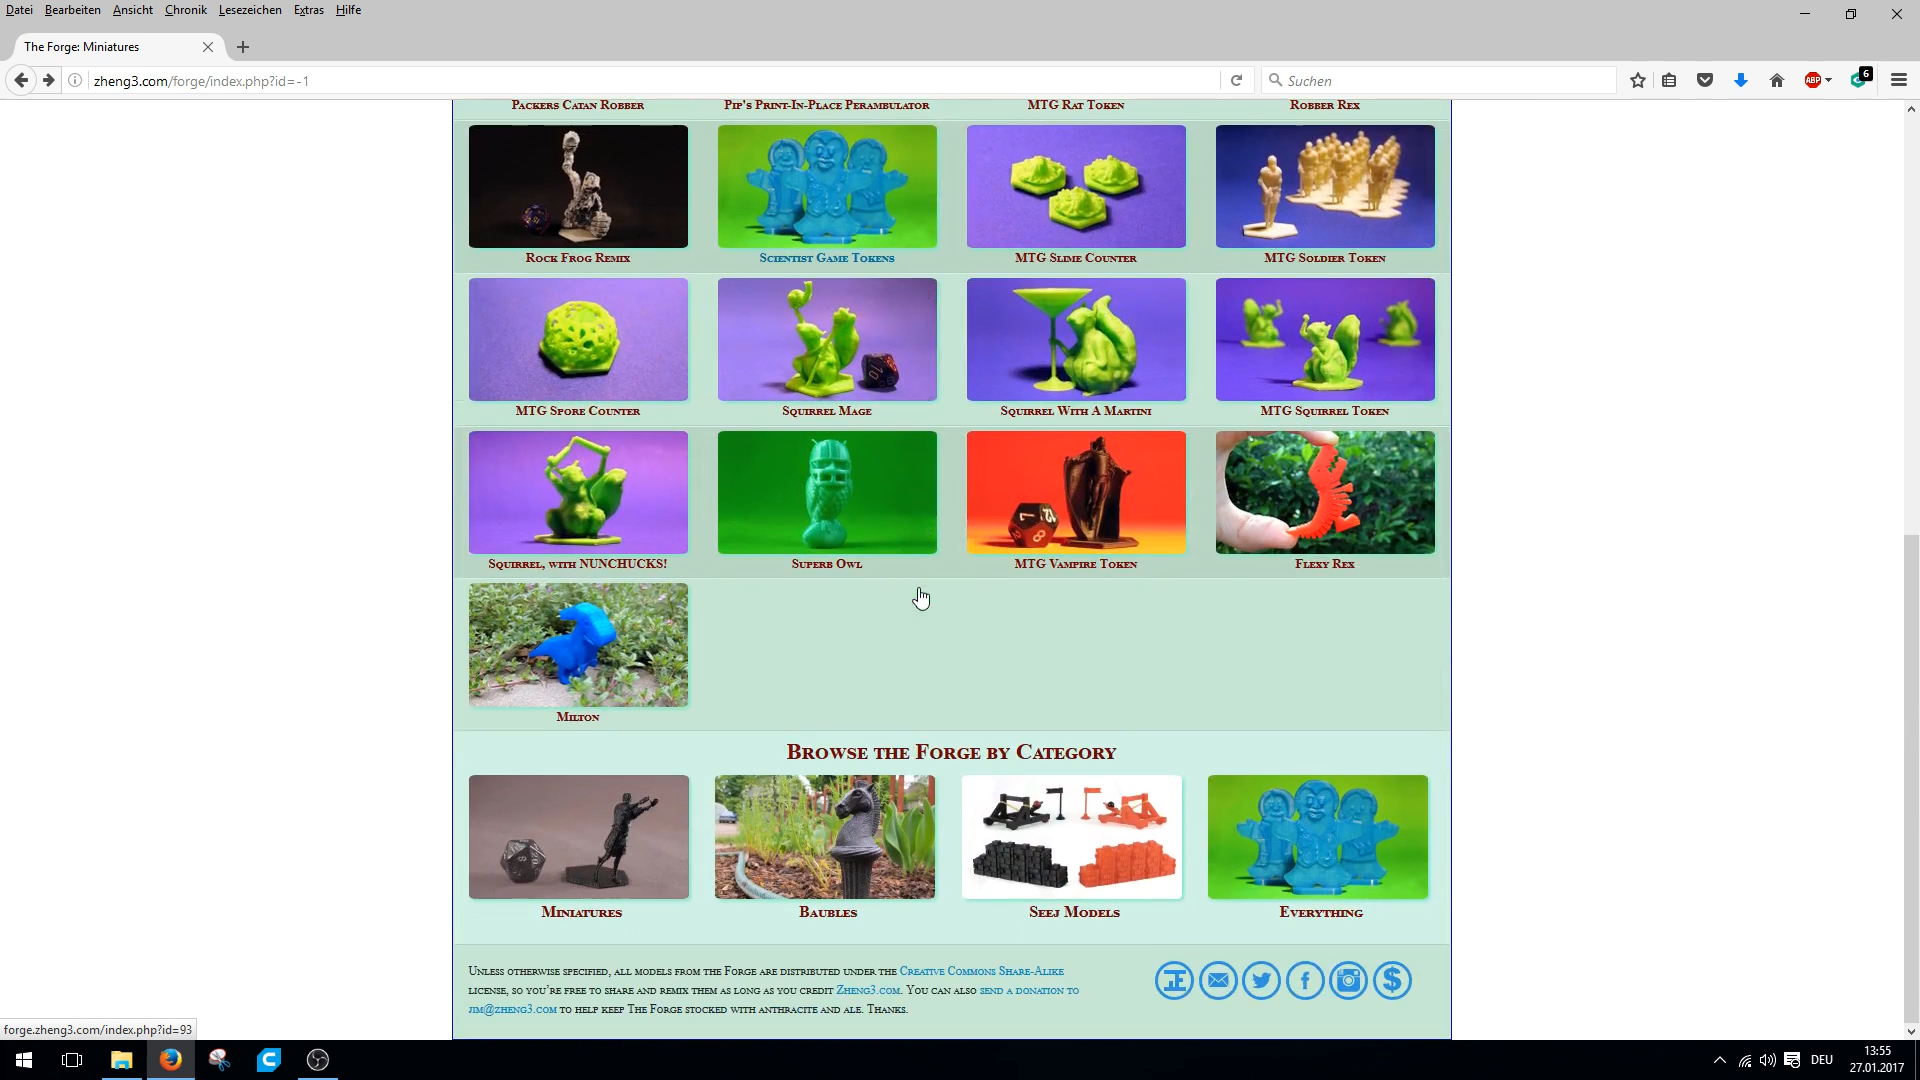 Datei Bearbeiten Ansicht Chronik Lesezeichen Extras Hilfe
The Forge: Miniatures
zheng3.com/forge/index.php?id=-1
Suchen
ABP
6
Packers Catan Robber Pip's Print-In-Place Perambulator MTG Rat Token Robber Rex
Rock Frog Remix Scientist Game Tokens MTG Slime Counter MTG Soldier Token
MTG Spore Counter Squirrel Mage Squirrel With A Martini MTG Squirrel Token
Squirrel, with NUNCHUCKS! Superb Owl MTG Vampire Token Flexy Rex
Milton
Browse the Forge by Category
Miniatures Baubles Seej Models Everything
Unless otherwise specified, all models from the Forge are distributed under the Creative Commons Share-Alike
license, so you're free to share and remix them as long as you credit Zheng3.com. You can also send a donation to
jim@zheng3.com to help keep The Forge stocked with anthracite and ale. Thanks.
forge.zheng3.com/index.php?id=93
DEU
13:55
27.01.2017